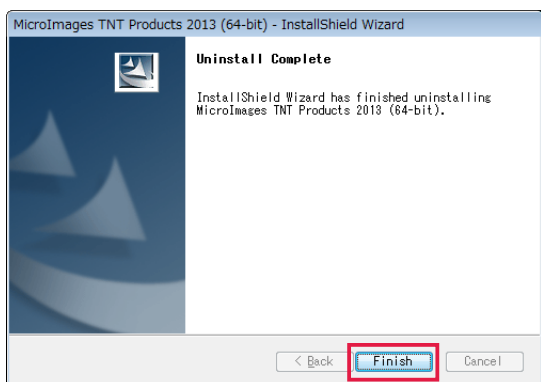 MicroImages TNT Products 2013 (64-bit) - InstallShield Wizard
Uninstall Complete
InstallShield Wizard has finished uninstalling
MicroImages TNT Products 2013 (64-bit).
< Back
Finish
Cancel